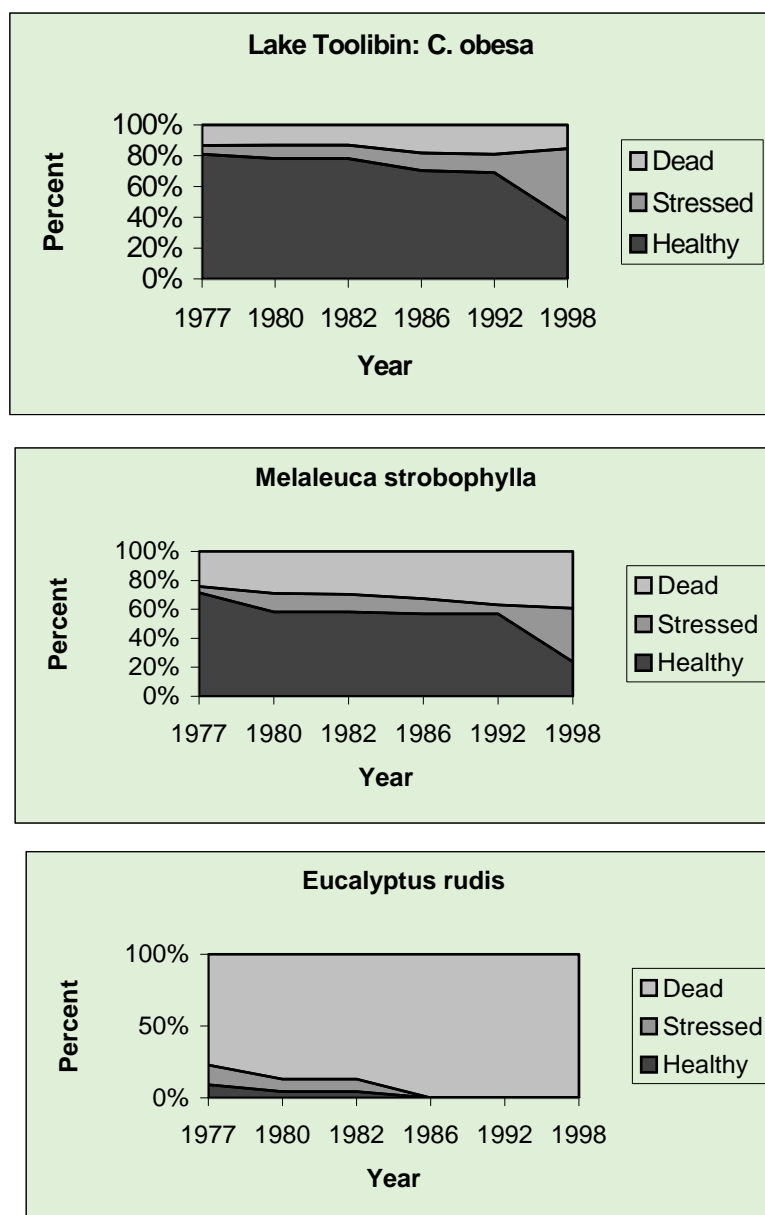 Lake Toolibin: C. obesa
100%
80%
60%
40%
20%
0%
Percent
1977 1980 1982 1986 1992 1998
Year
Dead
Stressed
Healthy
Melaleuca strobophylla
100%
80%
60%
40%
20%
0%
Percent
1977 1980 1982 1986 1992 1998
Year
Dead
Stressed
Healthy
Eucalyptus rudis
100%
50%
0%
Percent
1977 1980 1982 1986 1992 1998
Year
Dead
Stressed
Healthy